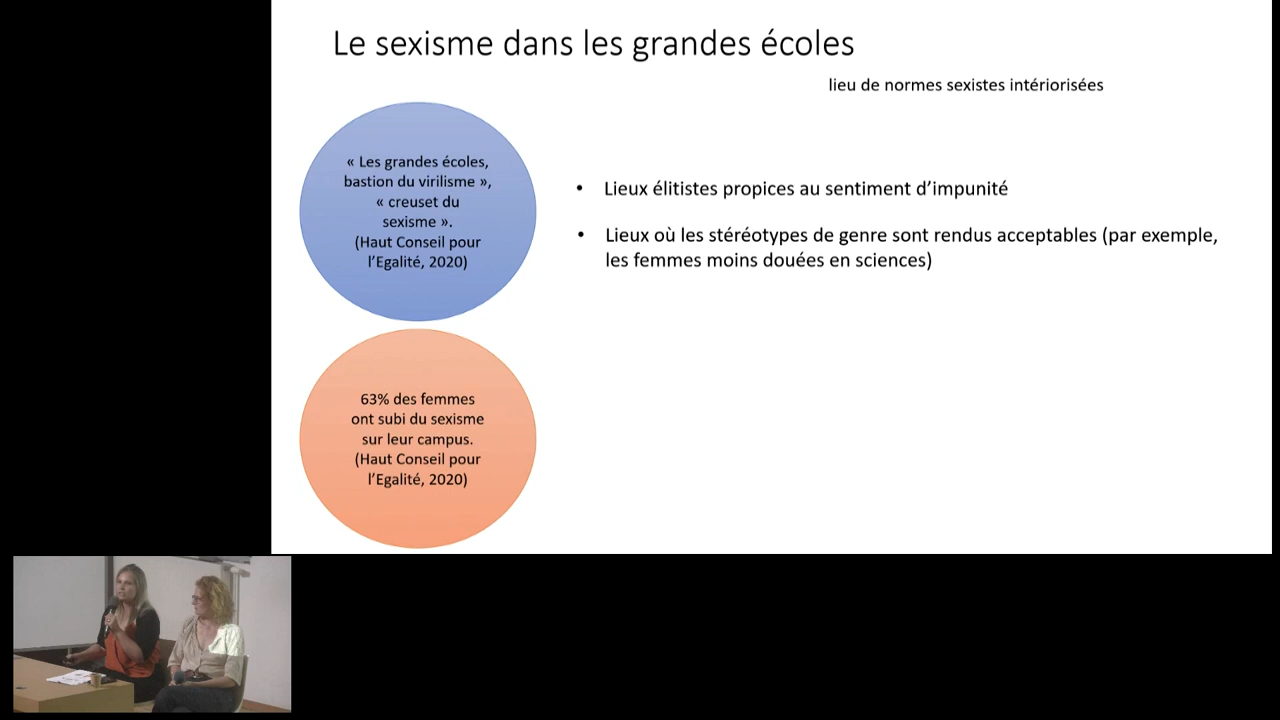 Le sexisme dans les grandes écoles
lieu de normes sexistes intériorisées
« Les grandes écoles,
bastion du virilisme »,
« creuset du
sexisme ».
(Haut Conseil pour
l’Egalité, 2020)
• Lieux élitistes propices au sentiment d’impunité
• Lieux où les stéréotypes de genre sont rendus acceptables (par exemple,
les femmes moins douées en sciences)
63% des femmes
ont subi du sexisme
sur leur campus.
(Haut Conseil pour
l’Egalité, 2020)